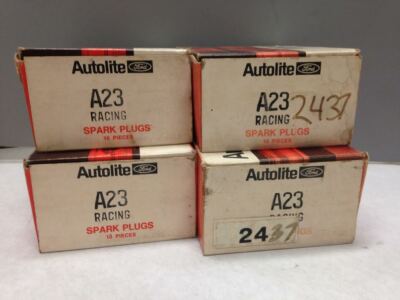 Autolite Ford
A23
RACING
SPARK PLUGS
10 PIECES
Autolite Ford
A23
2437
RACING
SPARK PLUGS
10 PIECES
Autolite Ford
A23
RACING
SPARK PLUGS
10 PIECES
Autolite Ford
A23
RACING
2437
GS